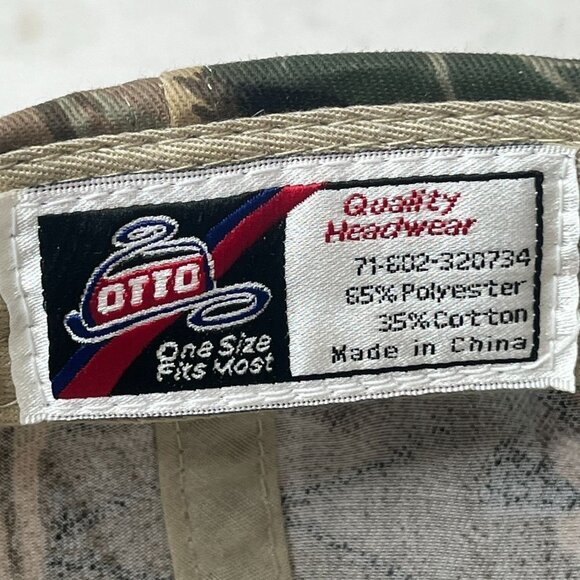 OTTO
One Size
Fits Most
Quality
Headwear
71-602-320734
65% Polyester
35% Cotton
Made in China